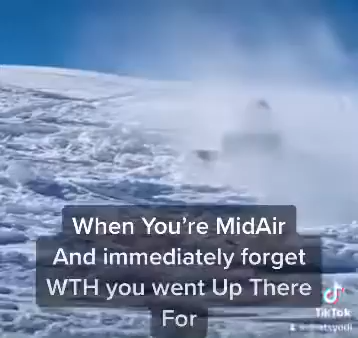 When You're MidAir
And immediately forget
WTH you went Up There
For
TikTok